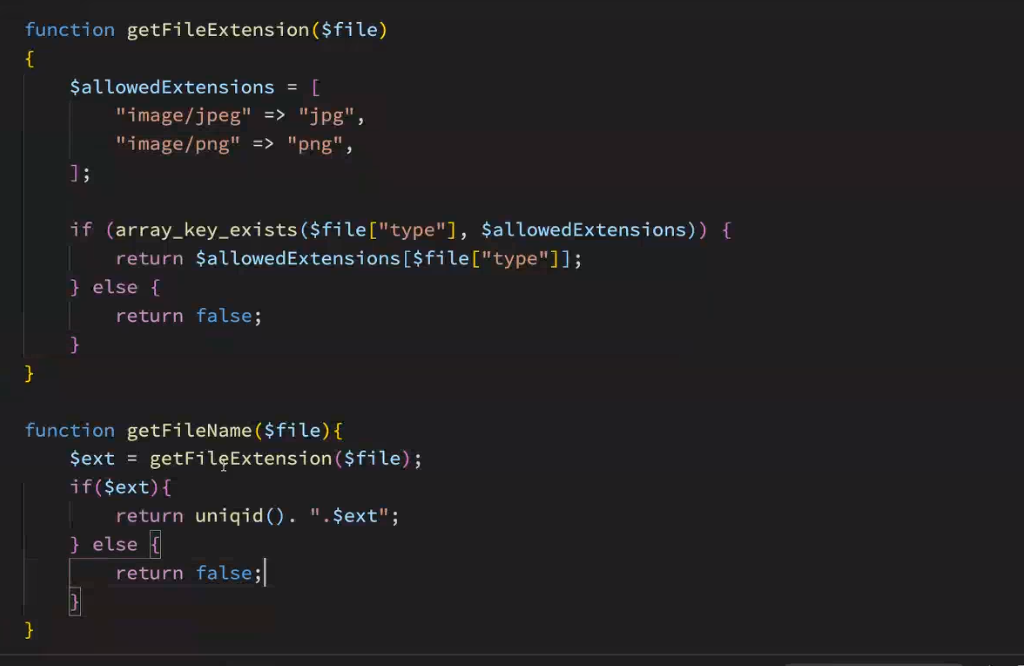 function getFileExtension($file)
{
    $allowedExtensions = [
        "image/jpeg" => "jpg",
        "image/png" => "png",
    ];

    if (array_key_exists($file["type"], $allowedExtensions)) {
        return $allowedExtensions[$file["type"]];
    } else {
        return false;
    }
}

function getFileName($file){
    $ext = getFileExtension($file);
    if($ext){
        return uniqid(). ".$ext";
    } else {
        return false;
    }
}